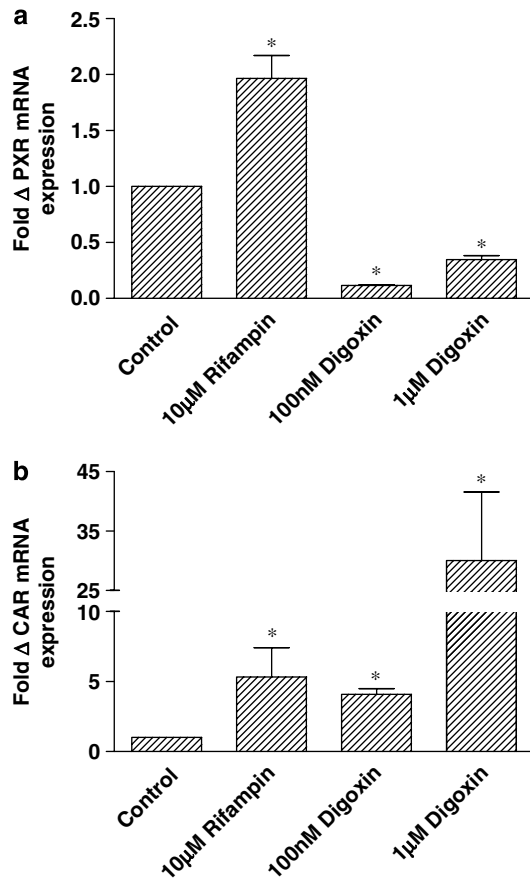 a
Fold Δ PXR mRNA
expression
2.5
2.0
1.5
1.0
0.5
0.0
*
*
*
Control
10μM Rifampin
100nM Digoxin
1μM Digoxin
b
Fold Δ CAR mRNA
expression
45
35
25
10
5
0
*
*
*
Control
10μM Rifampin
100nM Digoxin
1μM Digoxin